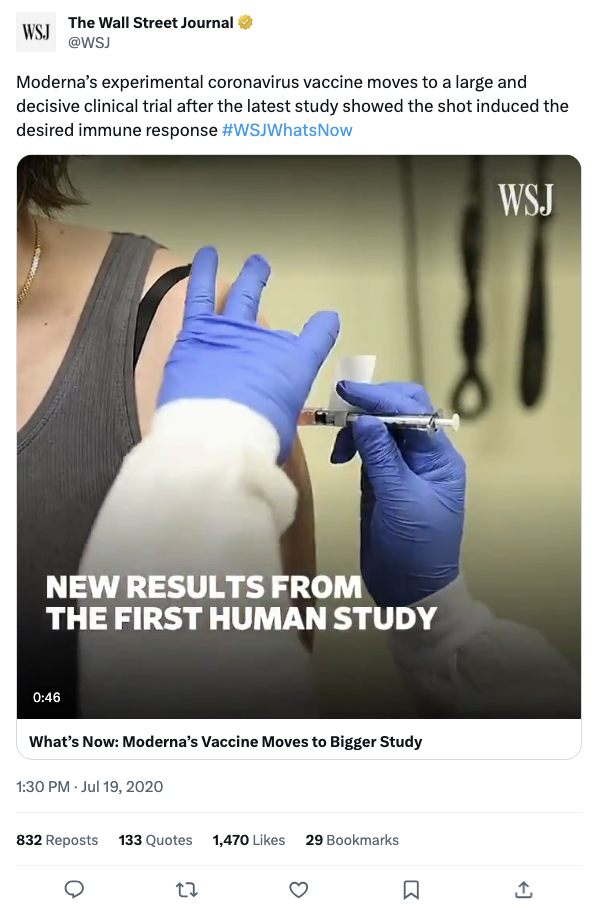 WSJ
The Wall Street Journal
@WSJ
Moderna’s experimental coronavirus vaccine moves to a large and
decisive clinical trial after the latest study showed the shot induced the
desired immune response #WSJWhatsNow
WSJ
NEW RESULTS FROM
THE FIRST HUMAN STUDY
0:46
What’s Now: Moderna’s Vaccine Moves to Bigger Study
1:30 PM · Jul 19, 2020
832 Reposts 133 Quotes 1,470 Likes 29 Bookmarks